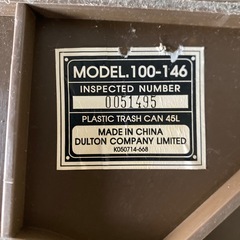 MODEL.100-146
INSPECTED NUMBER
0051495
PLASTIC TRASH CAN 45L
MADE IN CHINA
DULTON COMPANY LIMITED
K050714-668